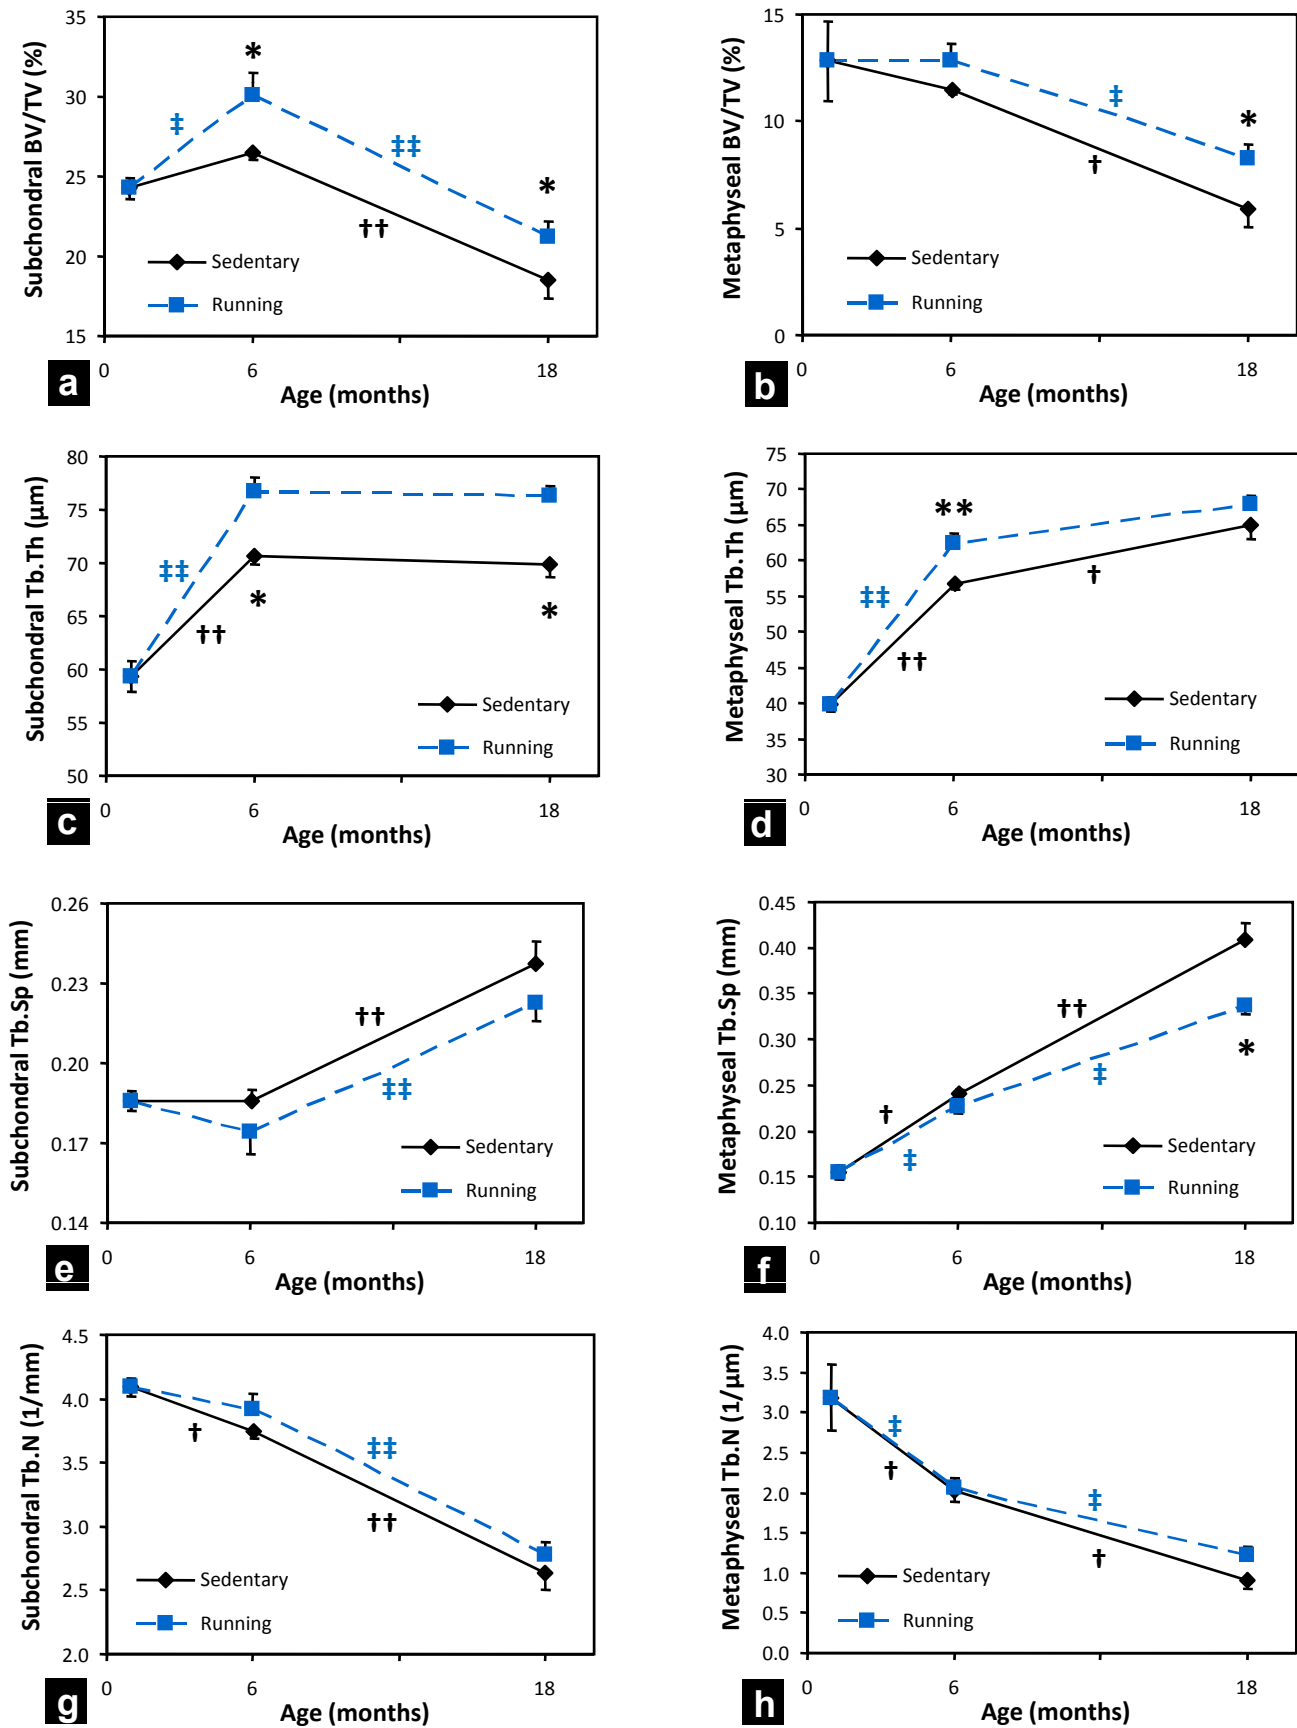 Subchondral BV/TV (%)
35
30
25
20
15
*
‡
‡‡
*
††
Sedentary
Running
0
6
18
Age (months)
a
Metaphyseal BV/TV (%)
15
10
5
0
‡
*
†
Sedentary
Running
0
6
18
Age (months)
b
Subchondral Tb.Th (µm)
80
75
70
65
60
55
50
‡‡
*
*
††
Sedentary
Running
0
6
18
Age (months)
c
Metaphyseal Tb.Th (µm)
75
70
65
60
55
50
45
40
35
30
**
‡‡
†
††
Sedentary
Running
0
6
18
Age (months)
d
Subchondral Tb.Sp (mm)
0.26
0.23
0.20
0.17
0.14
††
‡‡
Sedentary
Running
0
6
18
Age (months)
e
Metaphyseal Tb.Sp (mm)
0.45
0.40
0.35
0.30
0.25
0.20
0.15
0.10
††
*
‡
†
‡
Sedentary
Running
0
6
18
Age (months)
f
Subchondral Tb.N (1/mm)
4.5
4.0
3.5
3.0
2.5
2.0
†
‡‡
††
Sedentary
Running
0
6
18
Age (months)
g
Metaphyseal Tb.N (1/µm)
4.0
3.5
3.0
2.5
2.0
1.5
1.0
0.5
0.0
‡
†
‡
†
Sedentary
Running
0
6
18
Age (months)
h